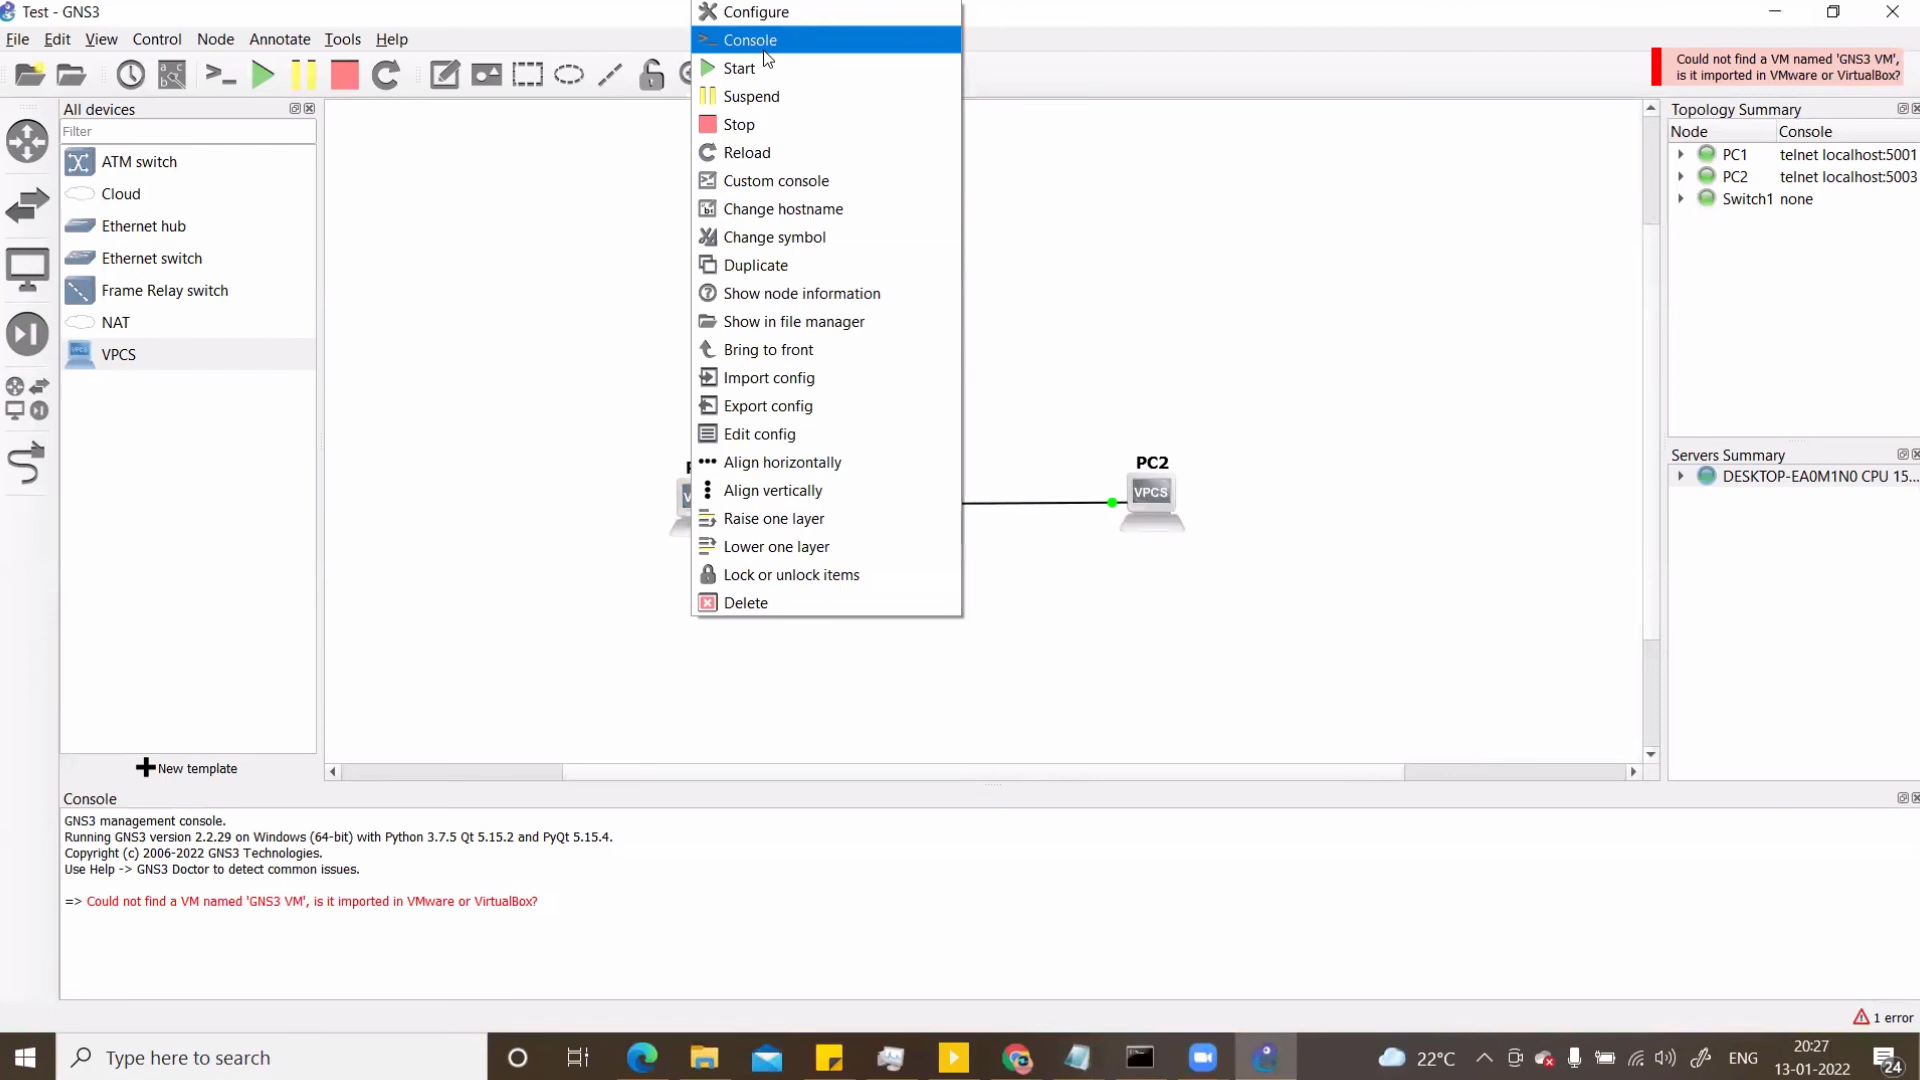 Test - GNS3
File Edit View Control Node Annotate Tools Help
Could not find a VM named 'GNS3 VM',
is it imported in VMware or VirtualBox?
Configure
Console
Start
Suspend
Stop
Reload
Custom console
Change hostname
Change symbol
Duplicate
Show node information
Show in file manager
Bring to front
Import config
Export config
Edit config
Align horizontally
Align vertically
Raise one layer
Lower one layer
Lock or unlock items
Delete
All devices
Filter
ATM switch
Cloud
Ethernet hub
Ethernet switch
Frame Relay switch
NAT
VPCS
New template
PC2
VPCS
Topology Summary
Node Console
PC1 telnet localhost:5001
PC2 telnet localhost:5003
Switch1 none
Servers Summary
DESKTOP-EA0M1N0 CPU 15...
Console
GNS3 management console.
Running GNS3 version 2.2.29 on Windows (64-bit) with Python 3.7.5 Qt 5.15.2 and PyQt 5.15.4.
Copyright (c) 2006-2022 GNS3 Technologies.
Use Help -> GNS3 Doctor to detect common issues.
=> Could not find a VM named 'GNS3 VM', is it imported in VMware or VirtualBox?
1 error
Type here to search
22°C
ENG
20:27
13-01-2022
24